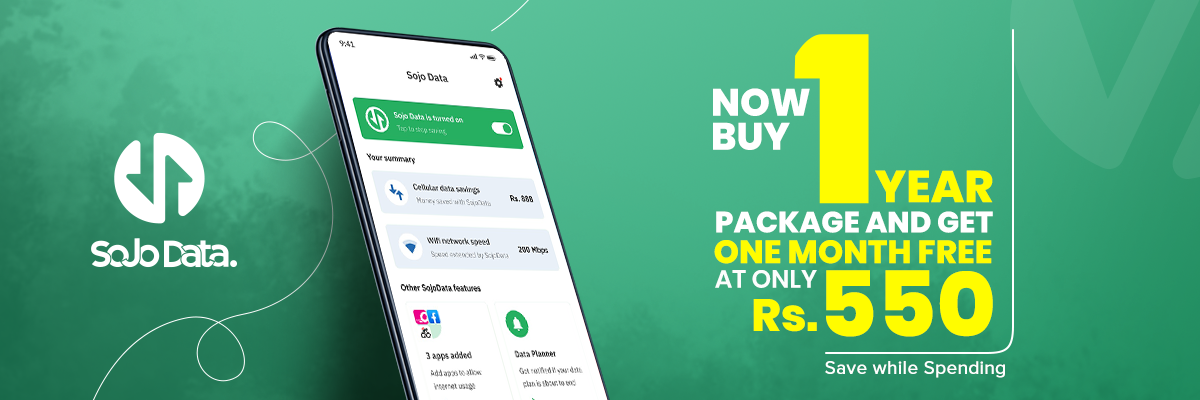 SoJo Data.
9:41
Sojo Data
Sojo Data is turned on
Tap to stop saving
Your summary
Cellular data savings
Money saved with SojoData
Rs. 888
Wifi network speed
Speed extended by SojoData
200 Mbps
Other SojoData features
3 apps added
Add apps to allow
internet usage
Data Planner
Get notified if your data
plan is about to end
NOW
BUY
1
YEAR
PACKAGE AND GET
ONE MONTH FREE
AT ONLY
Rs.550
Save while Spending